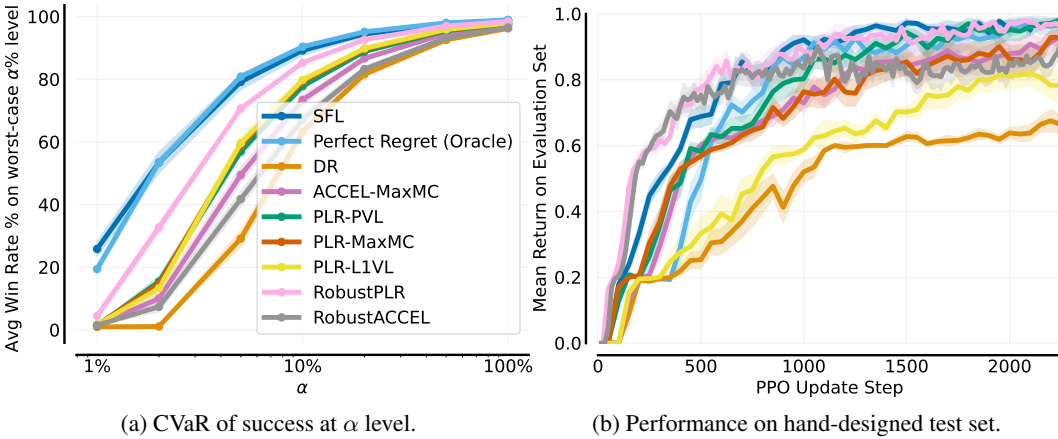 Avg Win Rate % on worst-case α% level
100
80
60
40
20
0
1%
10%
100%
α
SFL
Perfect Regret (Oracle)
DR
ACCEL-MaxMC
PLR-PVL
PLR-MaxMC
PLR-L1VL
RobustPLR
RobustACCEL
(a) CVaR of success at α level.
Mean Return on Evaluation Set
1.0
0.8
0.6
0.4
0.2
0.0
0
500
1000
1500
2000
PPO Update Step
(b) Performance on hand-designed test set.